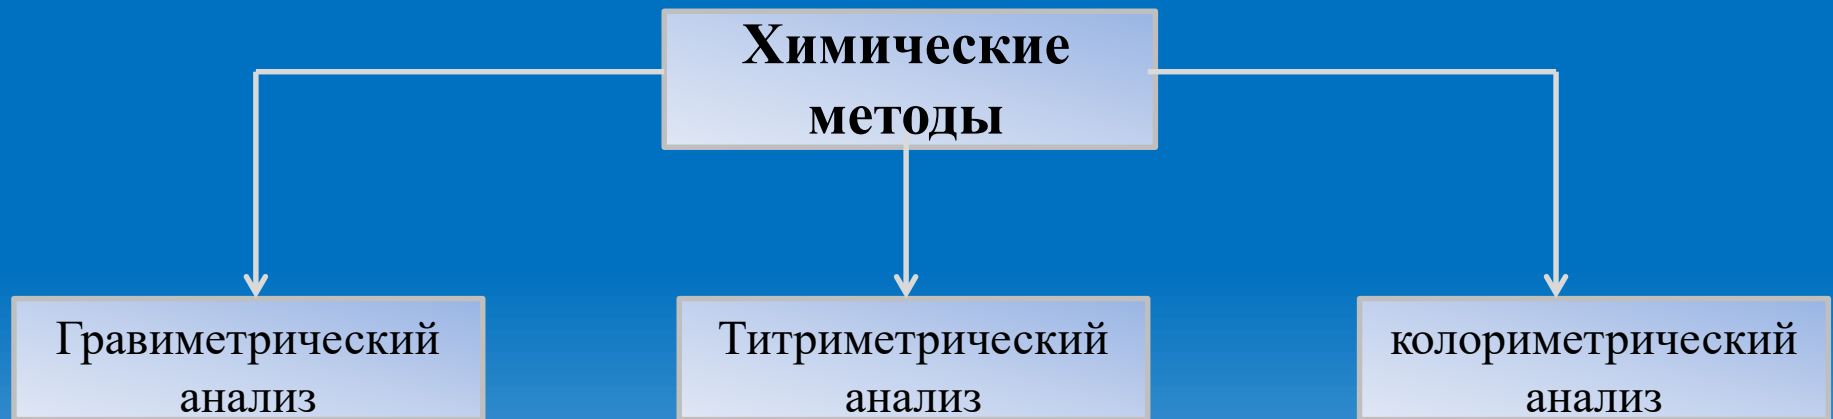 Химические
методы
Гравиметрический
анализ
Титриметрический
анализ
колориметрический
анализ